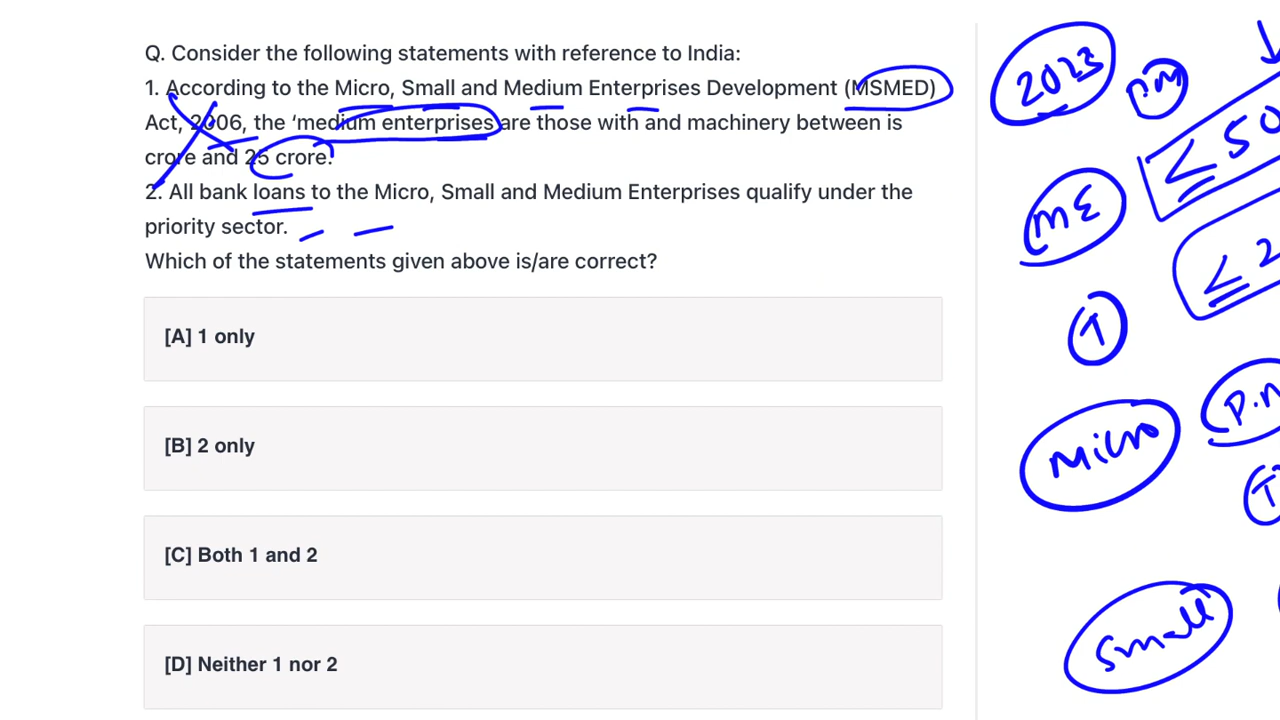 Q. Consider the following statements with reference to India:
1. According to the Micro, Small and Medium Enterprises Development (MSMED)
Act, 2006, the ‘medium enterprises are those with and machinery between is
crore and 25 crore.
2. All bank loans to the Micro, Small and Medium Enterprises qualify under the
priority sector.
Which of the statements given above is/are correct?
[A] 1 only
[B] 2 only
[C] Both 1 and 2
[D] Neither 1 nor 2
2023
P.M
≤ 50
ME
≤ 2
T
P.M
Micro
T
Small